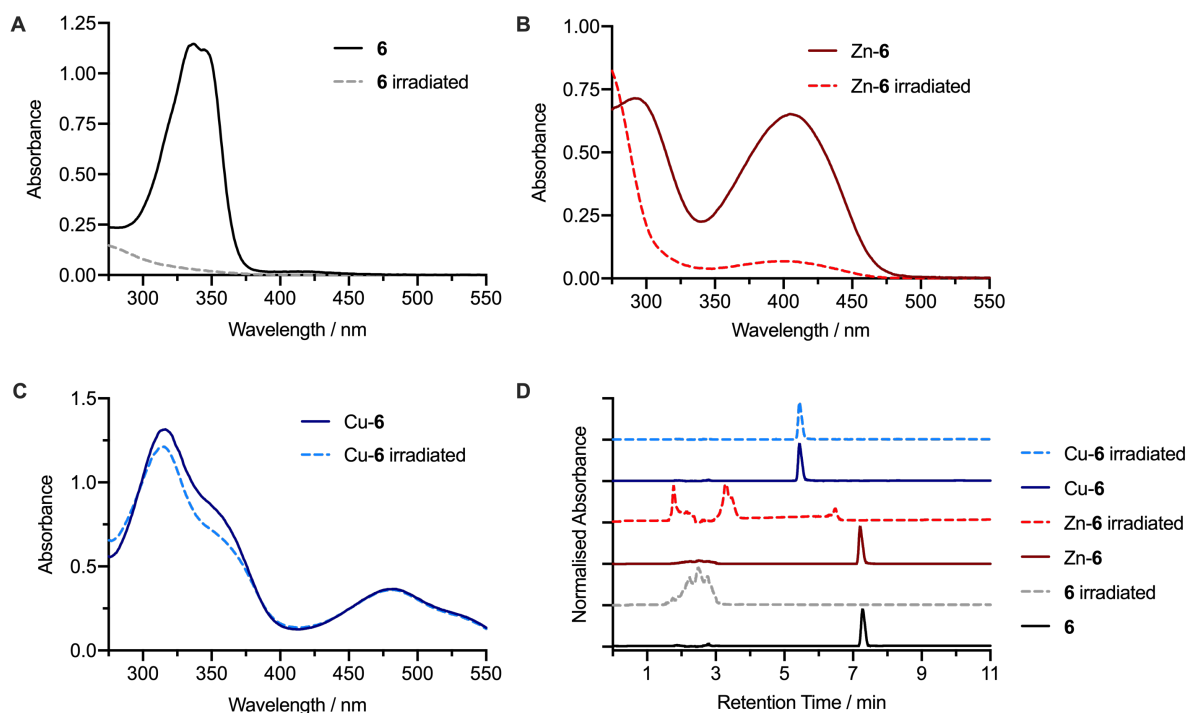 A
1.25
1.00
0.75
0.50
0.25
0.00
Absorbance
300 350 400 450 500 550
Wavelength / nm
6
6 irradiated
B
1.00
0.75
0.50
0.25
0.00
Absorbance
300 350 400 450 500 550
Wavelength / nm
Zn-6
Zn-6 irradiated
C
1.5
1.0
0.5
0.0
Absorbance
300 350 400 450 500 550
Wavelength / nm
Cu-6
Cu-6 irradiated
D
Normalised Absorbance
1 3 5 7 9 11
Retention Time / min
Cu-6 irradiated
Cu-6
Zn-6 irradiated
Zn-6
6 irradiated
6